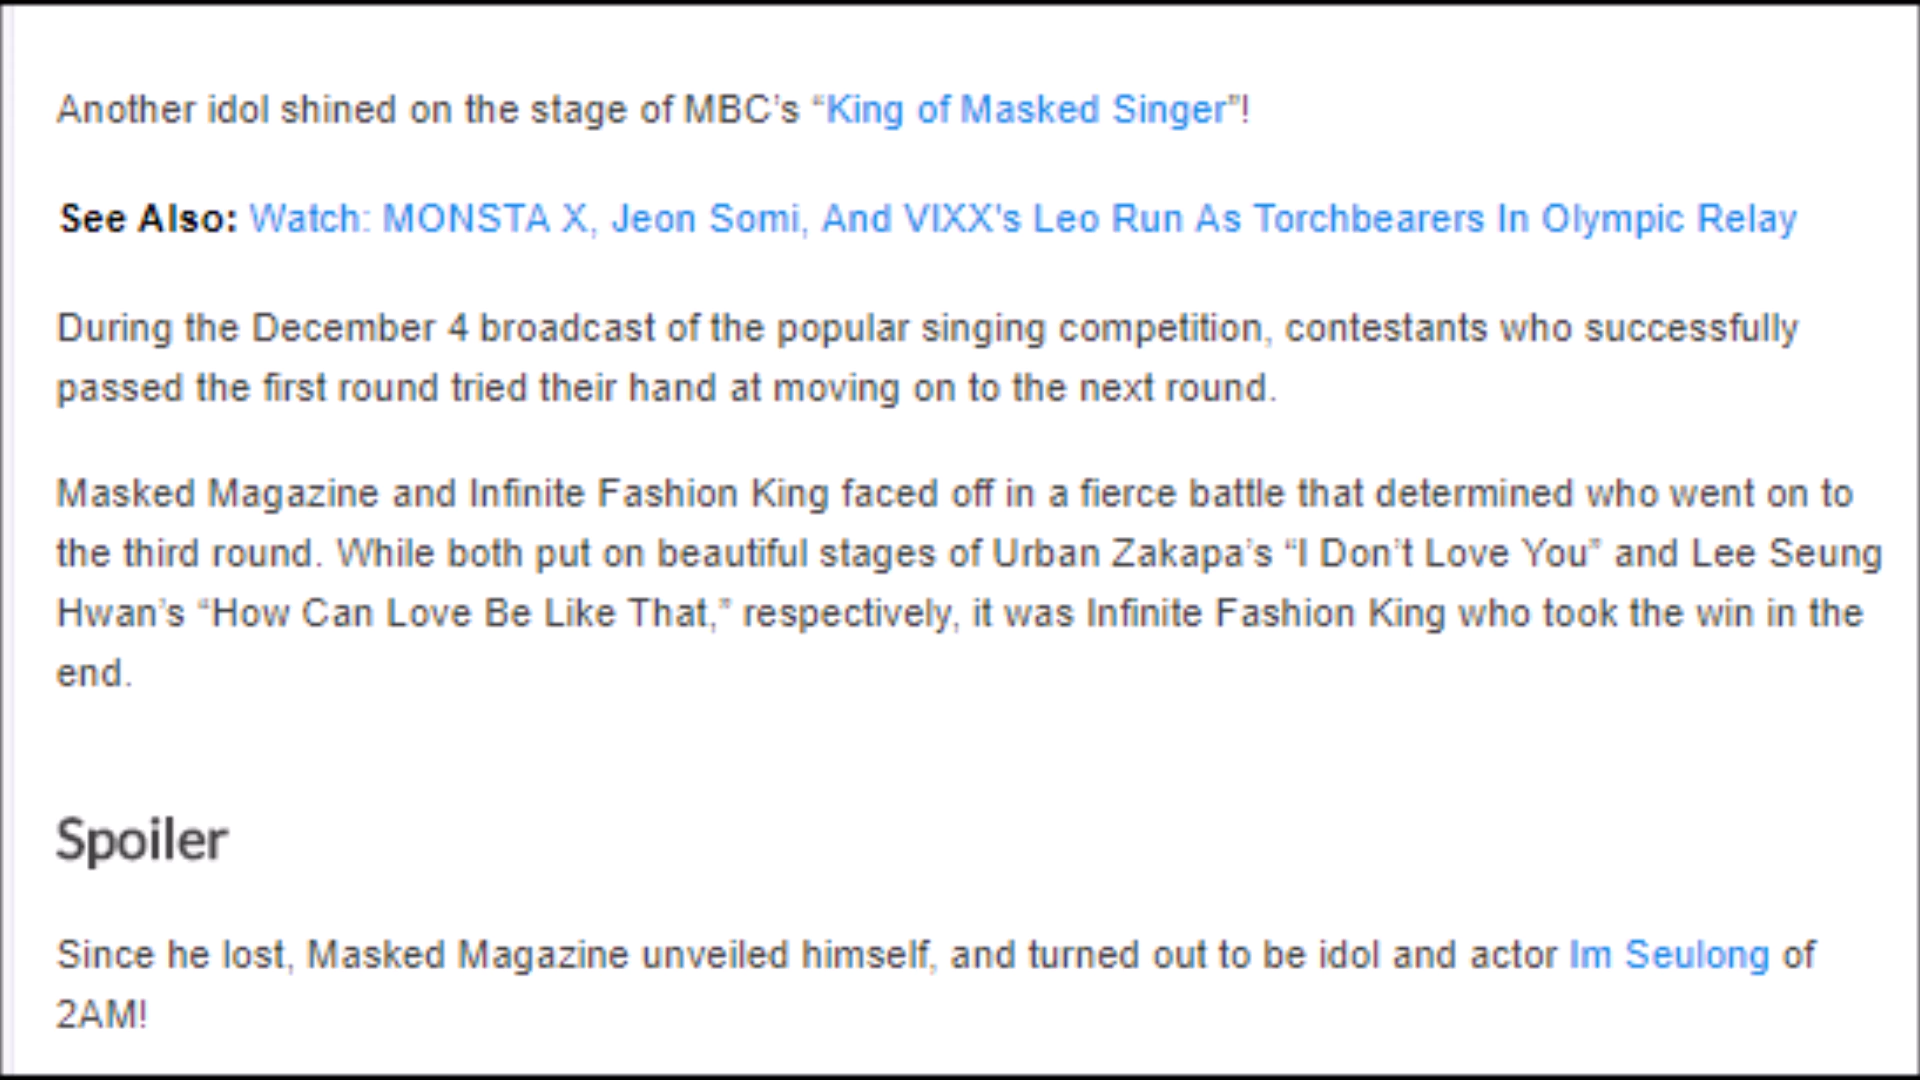 Another idol shined on the stage of MBC’s “King of Masked Singer”!
See Also: Watch: MONSTA X, Jeon Somi, And VIXX's Leo Run As Torchbearers In Olympic Relay
During the December 4 broadcast of the popular singing competition, contestants who successfully
passed the first round tried their hand at moving on to the next round.
Masked Magazine and Infinite Fashion King faced off in a fierce battle that determined who went on to
the third round. While both put on beautiful stages of Urban Zakapa’s “I Don’t Love You” and Lee Seung
Hwan’s “How Can Love Be Like That,” respectively, it was Infinite Fashion King who took the win in the
end.
Spoiler
Since he lost, Masked Magazine unveiled himself, and turned out to be idol and actor Im Seulong of
2AM!